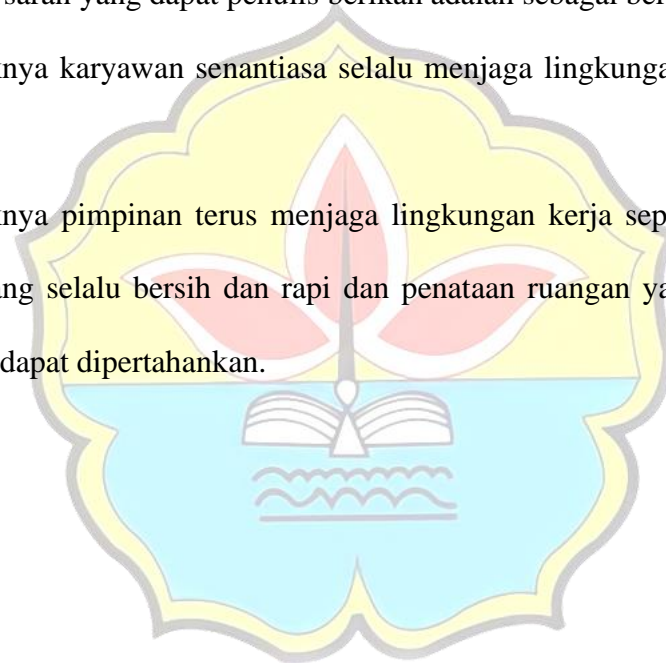 saran yang dapat penulis berikan adalah sebagai ber
nya karyawan senantiasa selalu menjaga lingkunga
nya pimpinan terus menjaga lingkungan kerja sep
ang selalu bersih dan rapi dan penataan ruangan ya
dapat dipertahankan.